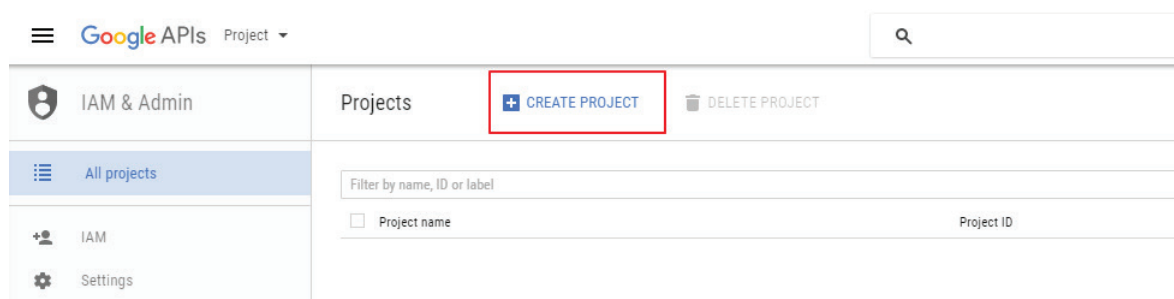 Google APIs Project
IAM & Admin
Projects CREATE PROJECT DELETE PROJECT
All projects
Filter by name, ID or label
Project name Project ID
IAM
Settings